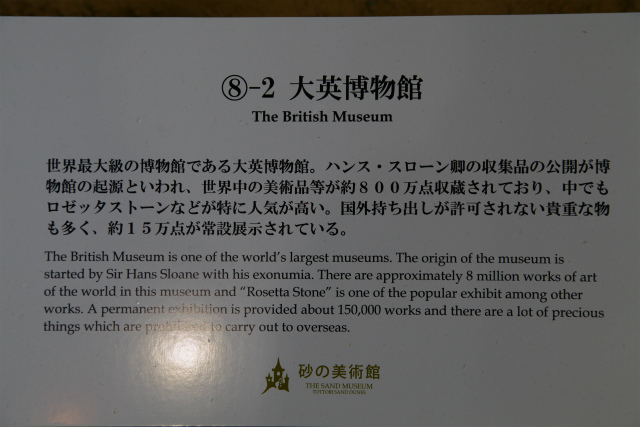 ⑧-2 大英博物館
The British Museum
世界最大級の博物館である大英博物館。ハンス・スローン卿の収集品の公開が博
物館の起源といわれ、世界中の美術品等が約８００万点収蔵されており、中でも
ロゼッタストーンなどが特に人気が高い。国外持ち出しが許可されない貴重な物
も多く、約１５万点が常設展示されている。
The British Museum is one of the world's largest museums. The origin of the museum is
started by Sir Hans Sloane with his exonumia. There are approximately 8 million works of art
of the world in this museum and “Rosetta Stone” is one of the popular exhibit among other
works. A permanent exhibition is provided about 150,000 works and there are a lot of precious
things which are prohibited to carry out to overseas.
砂の美術館
THE SAND MUSEUM
TOTTORI SAND DUNES